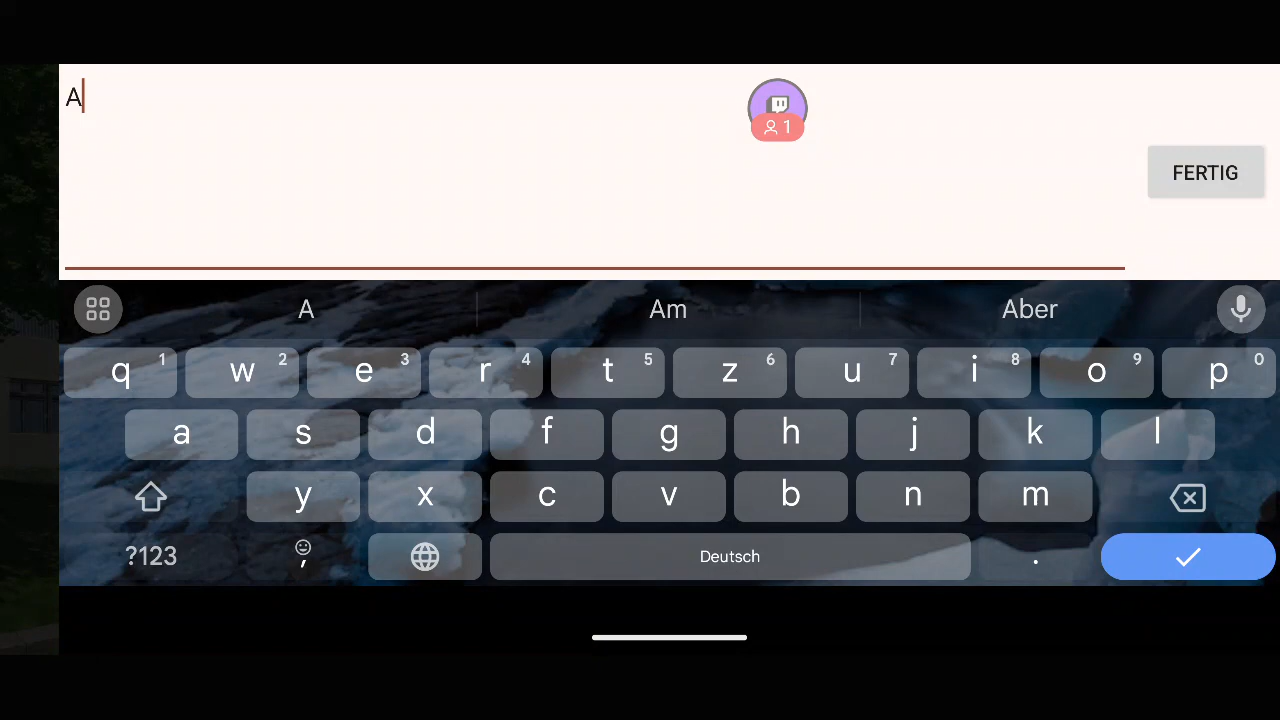 A
1
FERTIG
A Am Aber
q 1 w 2 e 3 r 4 t 5 z 6 u 7 i 8 o 9 p 0
a s d f g h j k l
y x c v b n m
?123 , Deutsch .